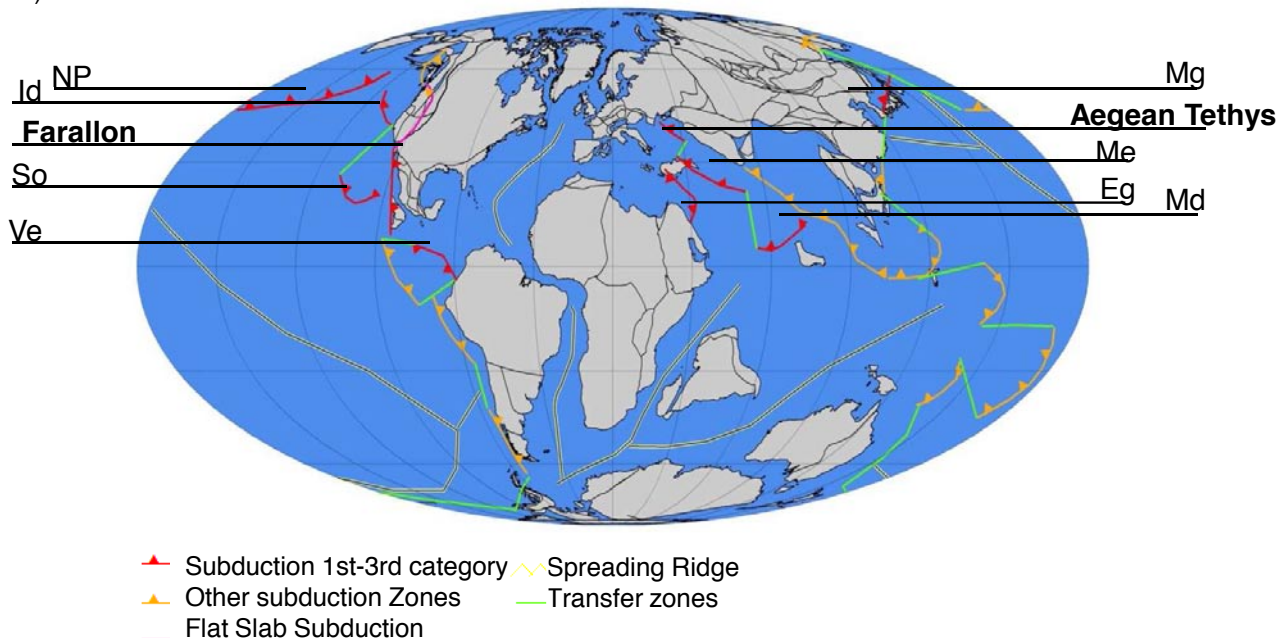 )
NP
Id
Farallon
So
Ve
Mg
Aegean Tethys
Me
Eg
Md
Subduction 1st-3rd category
Spreading Ridge
Other subduction Zones
Transfer zones
Flat Slab Subduction